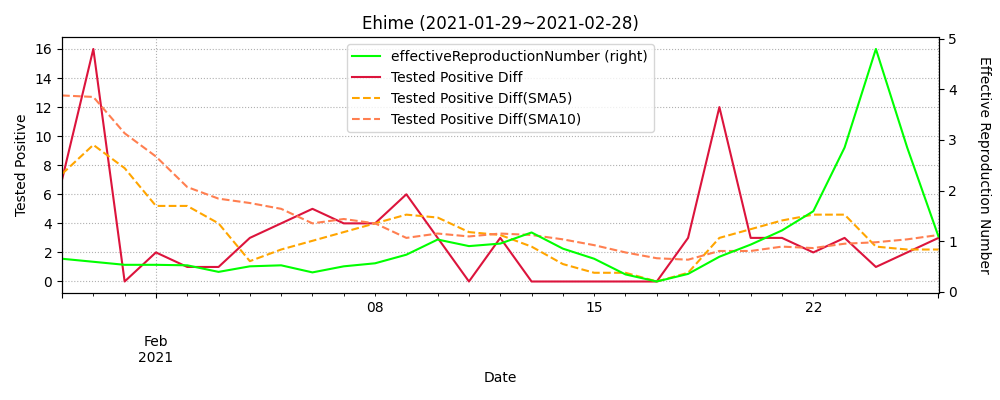 Ehime (2021-01-29~2021-02-28)
effectiveReproductionNumber (right)
Tested Positive Diff
Tested Positive Diff(SMA5)
Tested Positive Diff(SMA10)
Tested Positive
16
14
12
10
8
6
4
2
0
5
4
3
2
1
0
Effective Reproduction Number
08
15
22
Feb
2021
Date